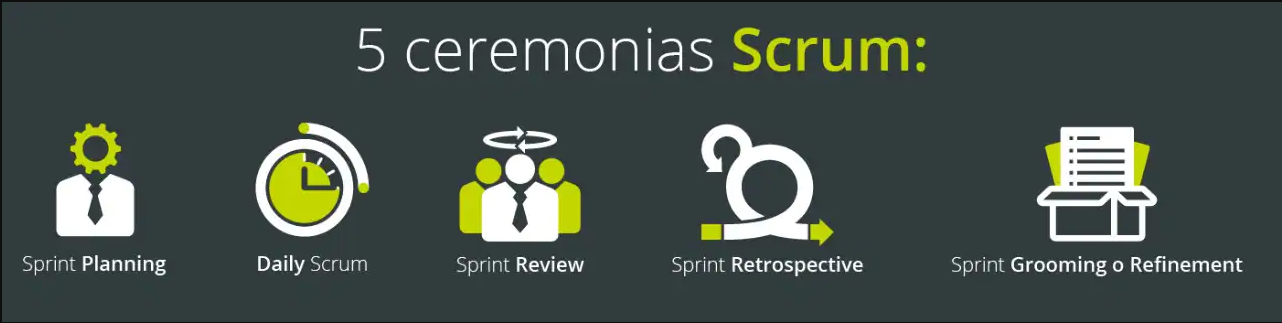 5 ceremonias Scrum:
Sprint Planning
Daily Scrum
Sprint Review
Sprint Retrospective
Sprint Grooming o Refinement